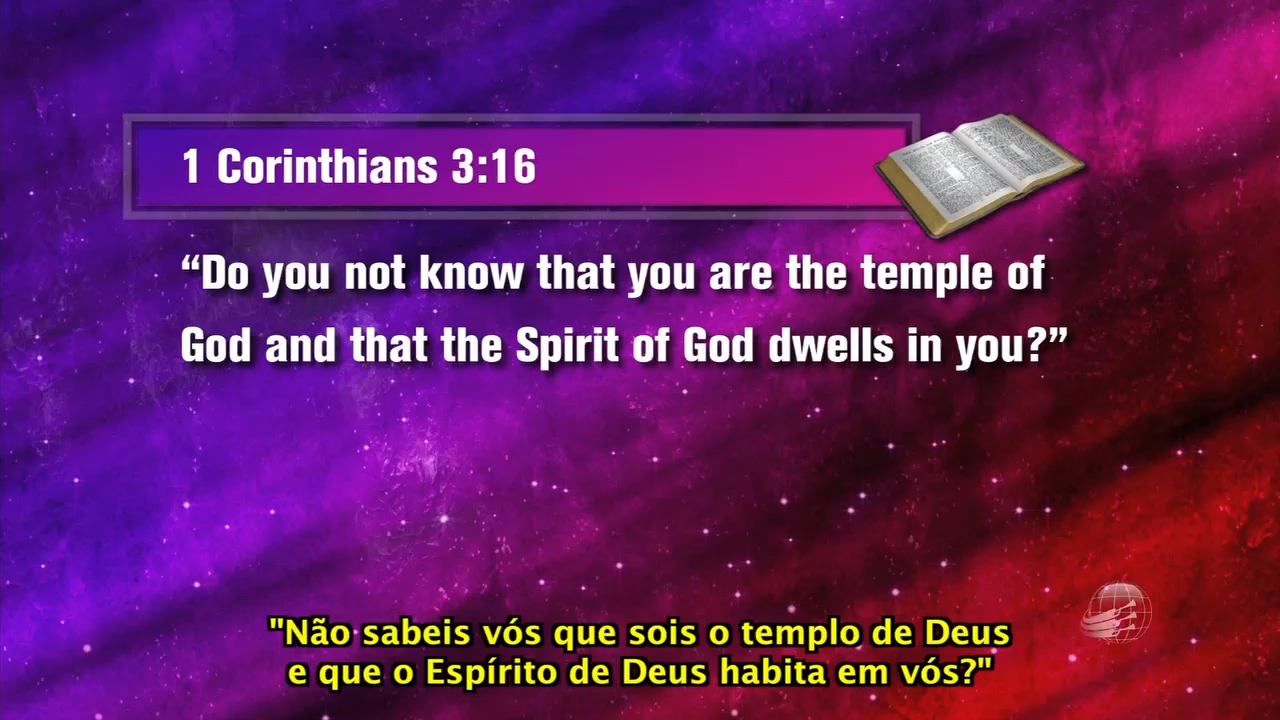 1 Corinthians 3:16
“Do you not know that you are the temple of
God and that the Spirit of God dwells in you?”
"Não sabeis vós que sois o templo de Deus
e que o Espírito de Deus habita em vós?"